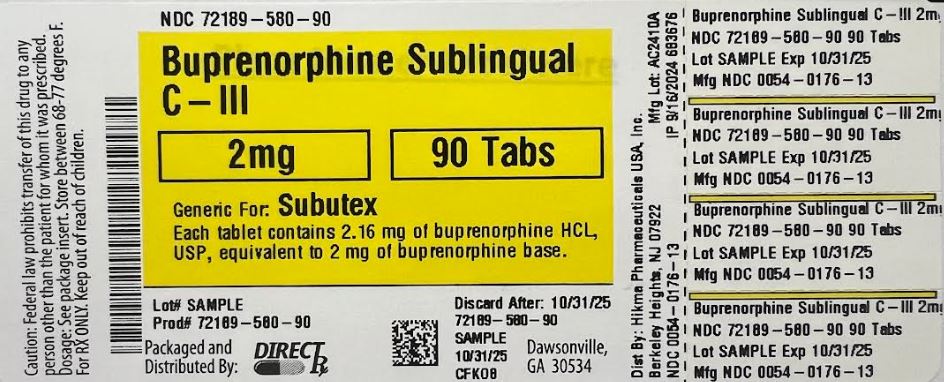 Caution: Federal law prohibits transfer of this drug to any
person other than the patient for whom it was prescribed.
Dosage: See package insert. Store between 68-77 degrees F.
For RX ONLY. Keep out of reach of children.
NDC 72189-580-90
Buprenorphine Sublingual
C-III
2mg
90 Tabs
Generic For: Subutex
Each tablet contains 2.16 mg of buprenorphine HCL,
USP, equivalent to 2 mg of buprenorphine base.
Lot# SAMPLE
Prod# 72189-580-90
Packaged and
Distributed By:
DIRECT Rx
Discard After: 10/31/25
72189-580-90
SAMPLE
10/31/25
CFK08
Dawsonville,
GA 30534
Dist By: Hikma Pharmaceuticals USA, Inc.
Berkeley Heights, NJ 07922
NDC 0054-0176-13
Mfg Lot: AC2410A
IP 9/16/2024 683676
Buprenorphine Sublingual C-III 2m
NDC 72189-580-90 90 Tabs
Lot SAMPLE Exp 10/31/25
Mfg NDC 0054-0176-13
Buprenorphine Sublingual C-III 2m
NDC 72189-580-90 90 Tabs
Lot SAMPLE Exp 10/31/25
Mfg NDC 0054-0176-13
Buprenorphine Sublingual C-III 2m
NDC 72189-580-90 90 Tabs
Lot SAMPLE Exp 10/31/25
Mfg NDC 0054-0176-13
Buprenorphine Sublingual C-III 2m
NDC 72189-580-90 90 Tabs
Lot SAMPLE Exp 10/31/25
Mfg NDC 0054-0176-13